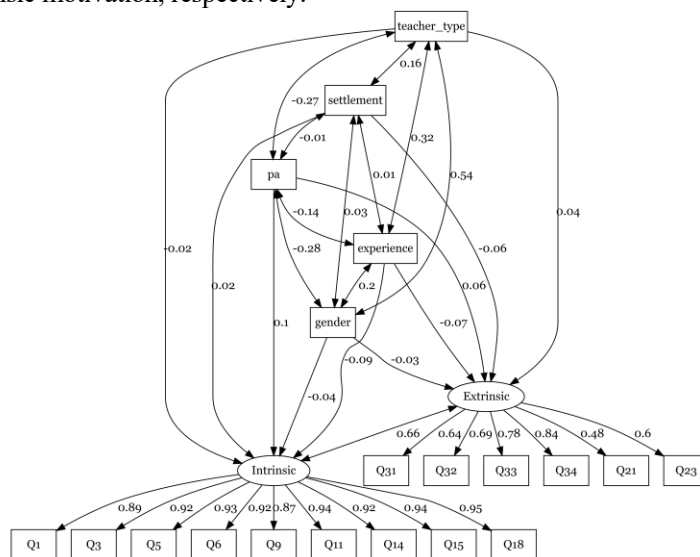 sic motivation, respectively.
teacher_type
0.16
-0.27
settlement
-0.01
0.32
pa
0.01
0.54
-0.14
0.03
0.04
-0.02
-0.28
experience
-0.06
0.02
0.2
0.06
0.1
gender
-0.07
-0.09
-0.03
-0.04
Extrinsic
0.66
0.64
0.69
0.78
0.84
0.48
0.6
Intrinsic
Q31
Q32
Q33
Q34
Q21
Q23
0.89
0.92
0.93
0.92
0.87
0.94
0.92
0.94
0.95
Q1
Q3
Q5
Q6
Q9
Q11
Q14
Q15
Q18